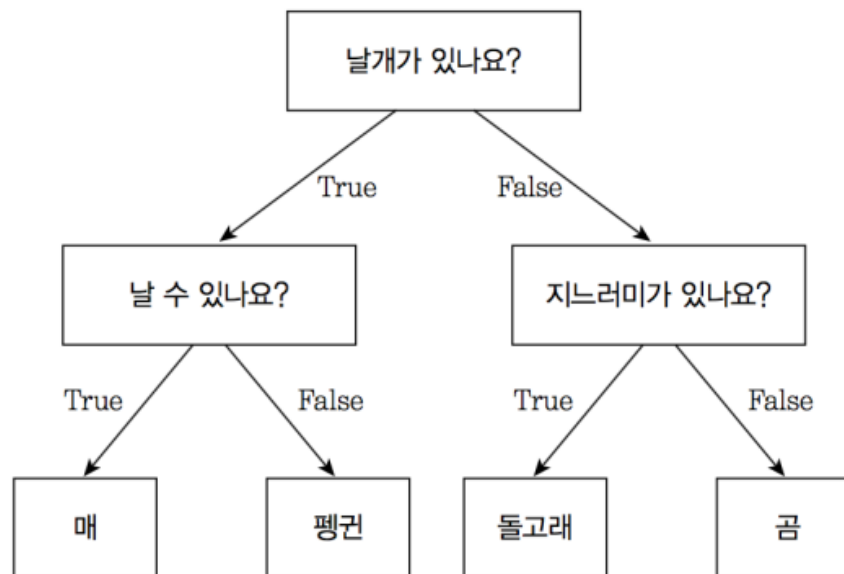 날개가 있나요?
True
False
날 수 있나요?
지느러미가 있나요?
True
False
True
False
매
펭귄
돌고래
곰